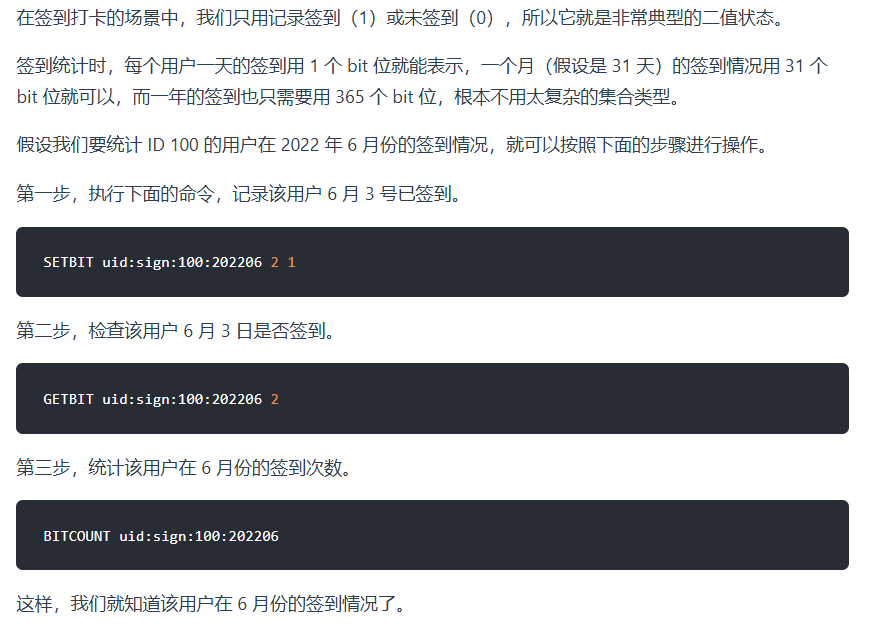 在签到打卡的场景中，我们只用记录签到（1）或未签到（0），所以它就是非常典型的二值状态。
签到统计时，每个用户一天的签到用 1 个 bit 位就能表示，一个月（假设是 31 天）的签到情况用 31 个
bit 位就可以，而一年的签到也只需要用 365 个 bit 位，根本不用太复杂的集合类型。
假设我们要统计 ID 100 的用户在 2022 年 6 月份的签到情况，就可以按照下面的步骤进行操作。
第一步，执行下面的命令，记录该用户 6 月 3 号已签到。
SETBIT uid:sign:100:202206 2 1
第二步，检查该用户 6 月 3 日是否签到。
GETBIT uid:sign:100:202206 2
第三步，统计该用户在 6 月份的签到次数。
BITCOUNT uid:sign:100:202206
这样，我们就知道该用户在 6 月份的签到情况了。